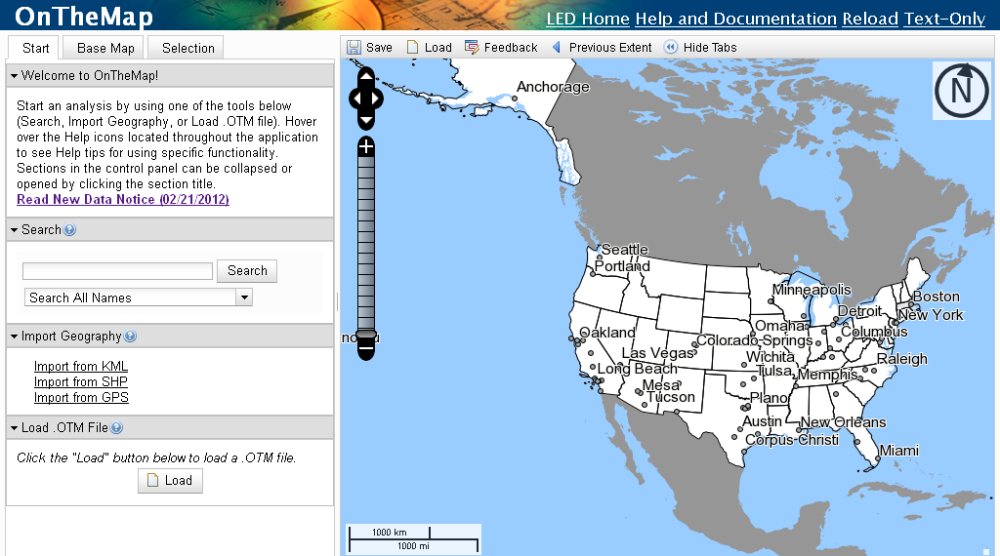 OnTheMap
LED Home Help and Documentation Reload Text-Only
Start Base Map Selection
Save Load Feedback Previous Extent Hide Tabs
Welcome to OnTheMap!
Start an analysis by using one of the tools below
(Search, Import Geography, or Load .OTM file). Hover
over the Help icons located throughout the application
to see Help tips for using specific functionality.
Sections in the control panel can be collapsed or
opened by clicking the section title.
Read New Data Notice (02/21/2012)
Search
Search
Search All Names
Import Geography
Import from KML
Import from SHP
Import from GPS
Load .OTM File
Click the "Load" button below to load a .OTM file.
Load
N
Anchorage
Seattle
Portland
Minneapolis
Boston
Detroit
New York
Omaha
Columbus
Oakland
Colorado Springs
Las Vegas
Wichita
Raleigh
Long Beach
Tulsa
Memphis
Mesa
Tucson
Plano
Austin
New Orleans
Corpus Christi
Miami
1000 km
1000 mi